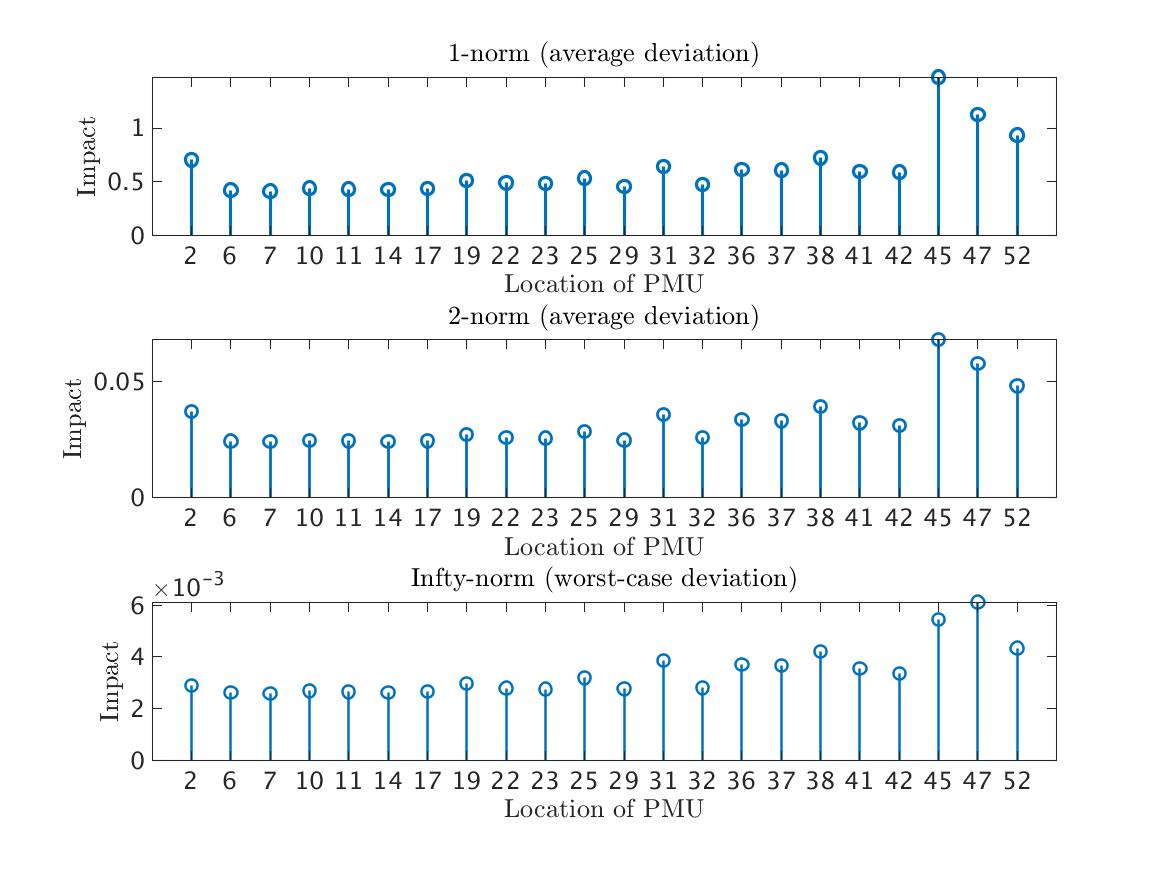 1-norm (average deviation)
Impact
1
0.5
0
2 6 7 10 11 14 17 19 22 23 25 29 31 32 36 37 38 41 42 45 47 52
Location of PMU
2-norm (average deviation)
Impact
0.05
0
2 6 7 10 11 14 17 19 22 23 25 29 31 32 36 37 38 41 42 45 47 52
Location of PMU
Infty-norm (worst-case deviation)
×10⁻³
Impact
6
4
2
0
2 6 7 10 11 14 17 19 22 23 25 29 31 32 36 37 38 41 42 45 47 52
Location of PMU